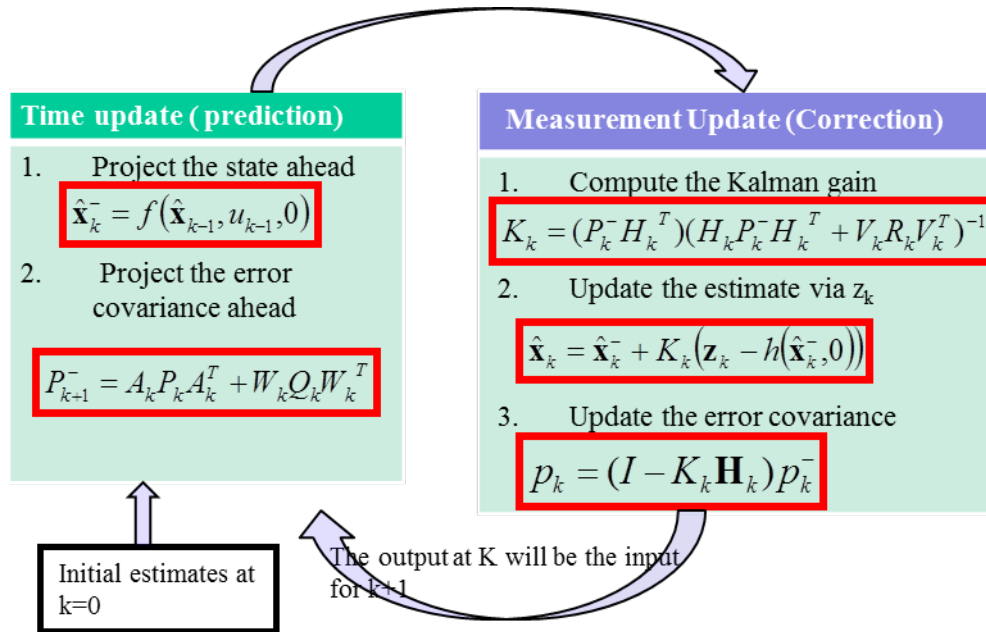 Time update ( prediction)
1. Project the state ahead
x̂ₖ⁻ = f(x̂ₖ₋₁, uₖ₋₁,0)
2. Project the error
covariance ahead
Pₖ₊₁⁻ = AₖPₖAₖᵀ + WₖQₖWₖᵀ
Initial estimates at
k=0
Measurement Update (Correction)
1. Compute the Kalman gain
Kₖ = (Pₖ⁻Hₖᵀ)(HₖPₖ⁻Hₖᵀ + VₖRₖVₖᵀ)⁻¹
2. Update the estimate via zₖ
x̂ₖ = x̂ₖ⁻ + Kₖ(zₖ − h(x̂ₖ⁻,0))
3. Update the error covariance
pₖ = (I − KₖHₖ)pₖ⁻
The output at K will be the input
for k+1